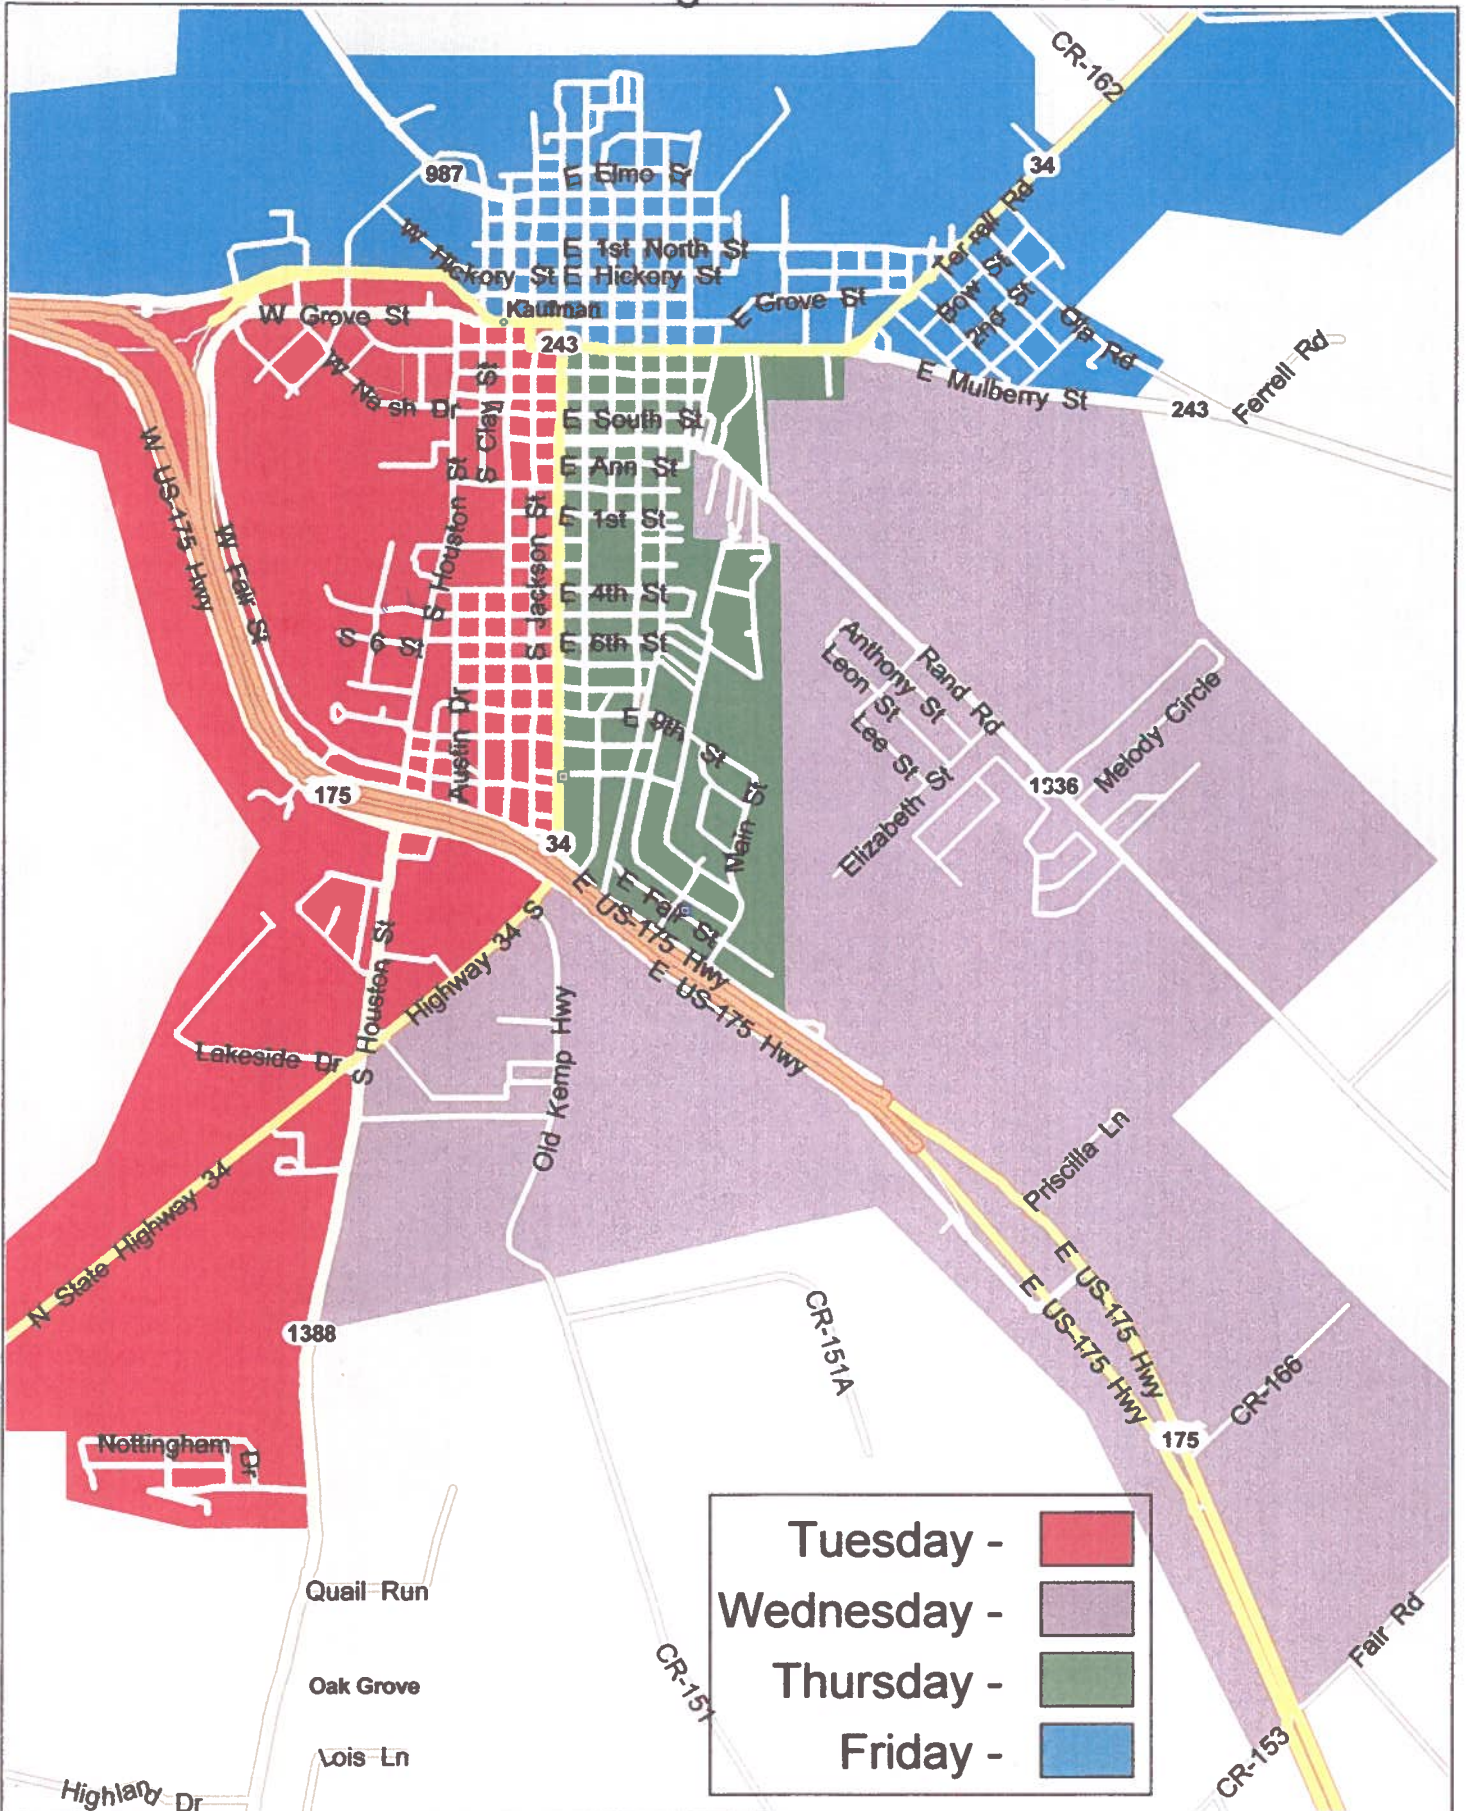 CR-162
34
987
E Elmo St
Terrell Rd
W Hickory St
E 1st North St
E Hickory St
Kaufman
E Grove St
W Grove St
Bow
2nd
Ola Rd
243
W Nash Dr
S Clay St
E Mulberry St
243
Ferrell Rd
E South St
E Ann St
W US-175 Hwy
W Fair St
S Houston St
S Jackson St
E 1st St
E 4th St
S 6 St
E 6th St
Anthony St
Leon St
Lee St
Rand Rd
Melody Circle
Elizabeth St
1336
E 9th St
Austin Dr
Main St
175
34
E Fair St
E US-175 Hwy
E US-175 Hwy
Highway 34 S
S Houston St
Lakeside Dr
Old Kemp Hwy
Priscilla Ln
N State Highway 34
E US-175 Hwy
E US-175 Hwy
1388
CR-151A
CR-166
175
Nottingham Dr
Quail Run
Oak Grove
Lois Ln
Highland Dr
CR-151
Fair Rd
CR-153
Tuesday -
Wednesday -
Thursday -
Friday -